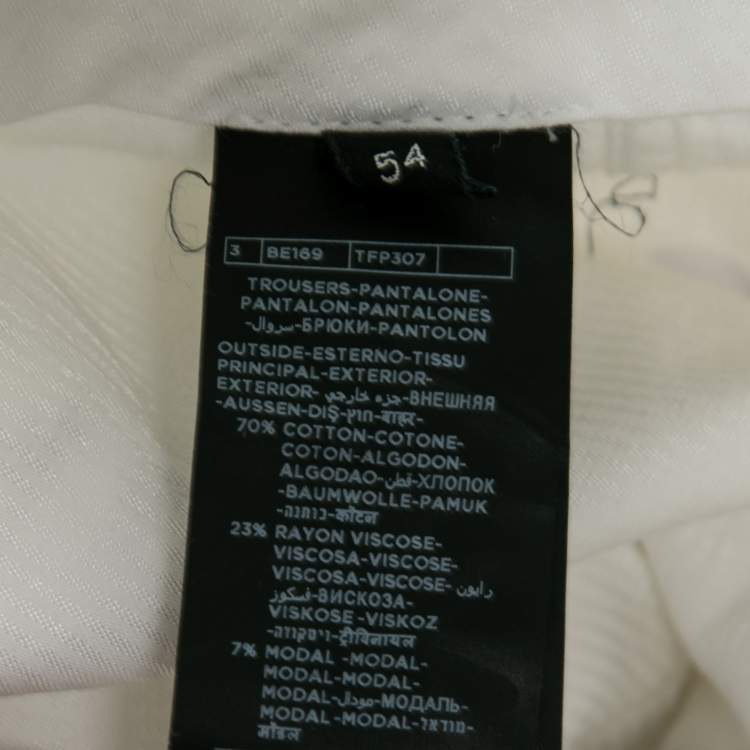 54
3 BE169 TFP307
TROUSERS-PANTALONE-
PANTALON-PANTALONES
-سروال-БРЮКИ-PANTOLON
OUTSIDE-ESTERNO-TISSU
PRINCIPAL-EXTERIOR-
EXTERIOR- جزء خارجي-ВНЕШНЯЯ
-AUSSEN-DIŞ-חוץ-बाहर-
70% COTTON-COTONE-
COTON-ALGODON-
ALGODAO-قطن-ХЛОПОК
-BAUMWOLLE-PAMUK
-כותנה-कॉटन
23% RAYON VISCOSE-
VISCOSA-VISCOSE-
VISCOSA-VISCOSE- رايون
فسكوز-ВИСКОЗА-
VISKOSE-VISKOZ
-ויסקוזה-
7% MODAL -MODAL-
MODAL-MODAL-
MODAL-مودال-МОДАЛЬ-
MODAL-MODAL-מודאל-
मोडल